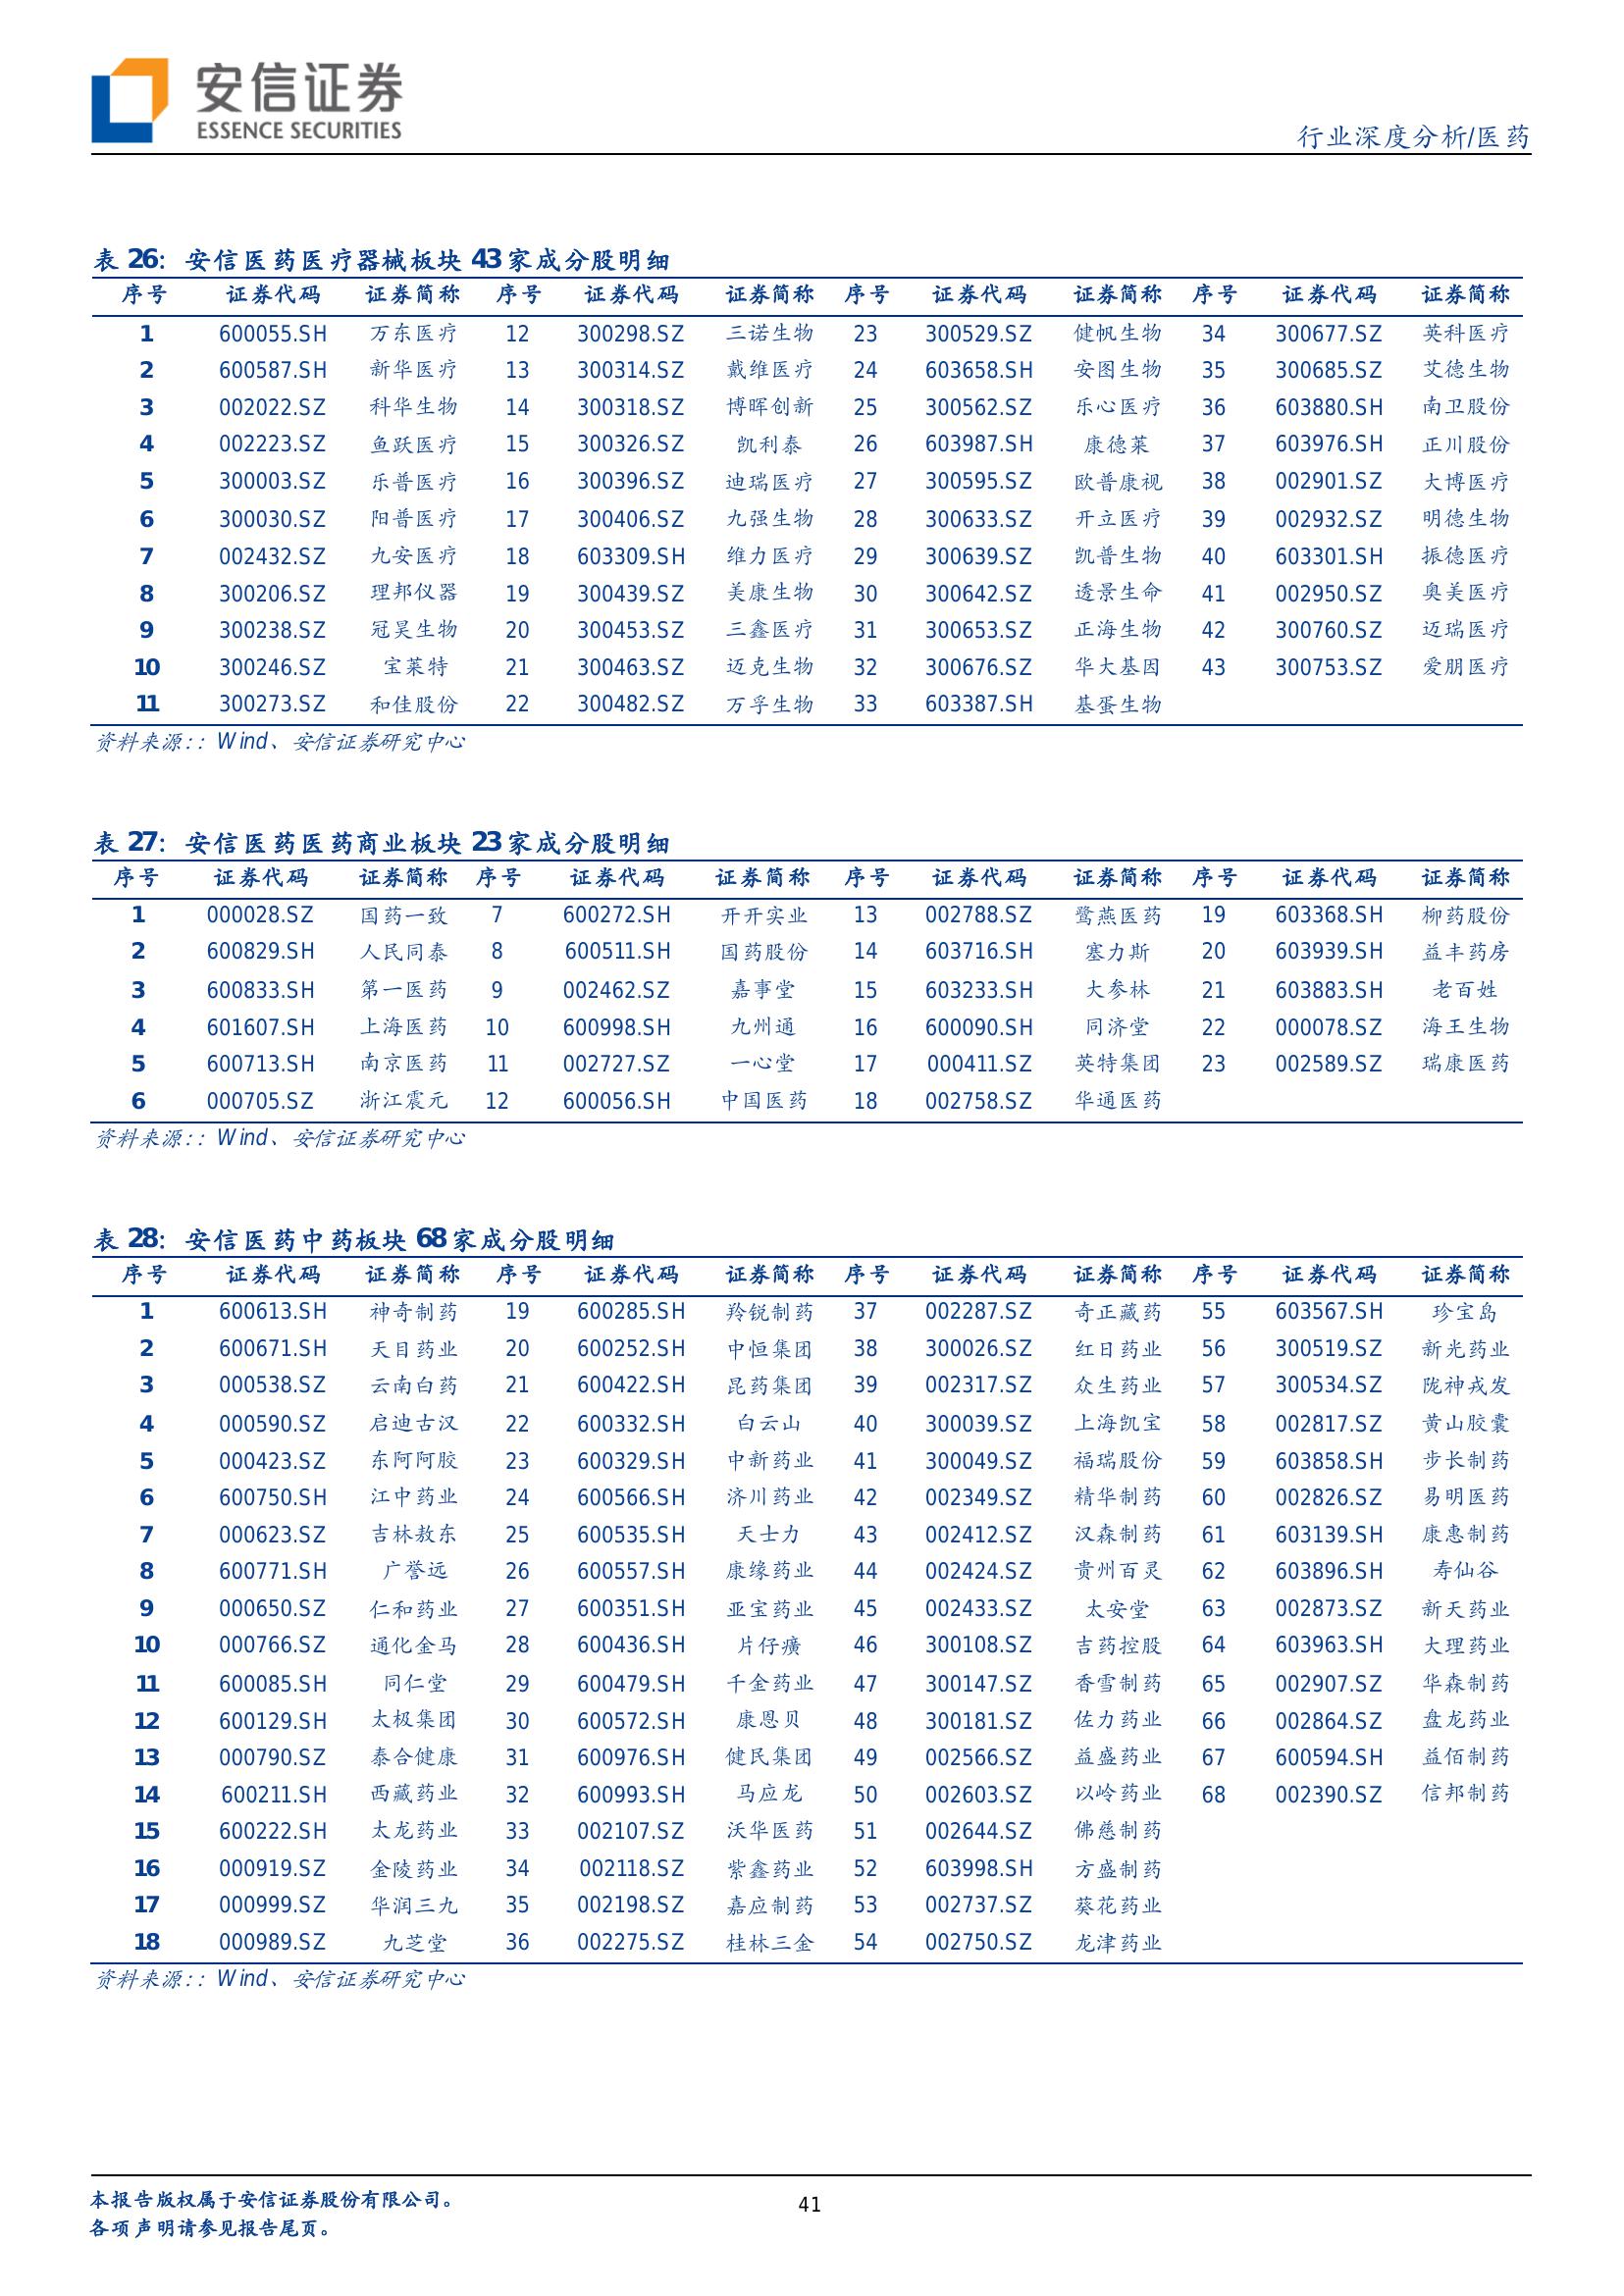 安信证券
ESSENCE SECURITIES
行业深度分析/医药
表 26：安信医药医疗器械板块 43 家成分股明细
序号 证券代码 证券简称 序号 证券代码 证券简称 序号 证券代码 证券简称 序号 证券代码 证券简称
1 600055.SH 万东医疗 12 300298.SZ 三诺生物 23 300529.SZ 健帆生物 34 300677.SZ 英科医疗
2 600587.SH 新华医疗 13 300314.SZ 戴维医疗 24 603658.SH 安图生物 35 300685.SZ 艾德生物
3 002022.SZ 科华生物 14 300318.SZ 博晖创新 25 300562.SZ 乐心医疗 36 603880.SH 南卫股份
4 002223.SZ 鱼跃医疗 15 300326.SZ 凯利泰 26 603987.SH 康德莱 37 603976.SH 正川股份
5 300003.SZ 乐普医疗 16 300396.SZ 迪瑞医疗 27 300595.SZ 欧普康视 38 002901.SZ 大博医疗
6 300030.SZ 阳普医疗 17 300406.SZ 九强生物 28 300633.SZ 开立医疗 39 002932.SZ 明德生物
7 002432.SZ 九安医疗 18 603309.SH 维力医疗 29 300639.SZ 凯普生物 40 603301.SH 振德医疗
8 300206.SZ 理邦仪器 19 300439.SZ 美康生物 30 300642.SZ 透景生命 41 002950.SZ 奥美医疗
9 300238.SZ 冠昊生物 20 300453.SZ 三鑫医疗 31 300653.SZ 正海生物 42 300760.SZ 迈瑞医疗
10 300246.SZ 宝莱特 21 300463.SZ 迈克生物 32 300676.SZ 华大基因 43 300753.SZ 爱朋医疗
11 300273.SZ 和佳股份 22 300482.SZ 万孚生物 33 603387.SH 基蛋生物
资料来源：：Wind、安信证券研究中心
表 27：安信医药医药商业板块 23 家成分股明细
序号 证券代码 证券简称 序号 证券代码 证券简称 序号 证券代码 证券简称 序号 证券代码 证券简称
1 000028.SZ 国药一致 7 600272.SH 开开实业 13 002788.SZ 鹭燕医药 19 603368.SH 柳药股份
2 600829.SH 人民同泰 8 600511.SH 国药股份 14 603716.SH 塞力斯 20 603939.SH 益丰药房
3 600833.SH 第一医药 9 002462.SZ 嘉事堂 15 603233.SH 大参林 21 603883.SH 老百姓
4 601607.SH 上海医药 10 600998.SH 九州通 16 600090.SH 同济堂 22 000078.SZ 海王生物
5 600713.SH 南京医药 11 002727.SZ 一心堂 17 000411.SZ 英特集团 23 002589.SZ 瑞康医药
6 000705.SZ 浙江震元 12 600056.SH 中国医药 18 002758.SZ 华通医药
资料来源：：Wind、安信证券研究中心
表 28：安信医药中药板块 68 家成分股明细
序号 证券代码 证券简称 序号 证券代码 证券简称 序号 证券代码 证券简称 序号 证券代码 证券简称
1 600613.SH 神奇制药 19 600285.SH 羚锐制药 37 002287.SZ 奇正藏药 55 603567.SH 珍宝岛
2 600671.SH 天目药业 20 600252.SH 中恒集团 38 300026.SZ 红日药业 56 300519.SZ 新光药业
3 000538.SZ 云南白药 21 600422.SH 昆药集团 39 002317.SZ 众生药业 57 300534.SZ 陇神戎发
4 000590.SZ 启迪古汉 22 600332.SH 白云山 40 300039.SZ 上海凯宝 58 002817.SZ 黄山胶囊
5 000423.SZ 东阿阿胶 23 600329.SH 中新药业 41 300049.SZ 福瑞股份 59 603858.SH 步长制药
6 600750.SH 江中药业 24 600566.SH 济川药业 42 002349.SZ 精华制药 60 002826.SZ 易明医药
7 000623.SZ 吉林敖东 25 600535.SH 天士力 43 002412.SZ 汉森制药 61 603139.SH 康惠制药
8 600771.SH 广誉远 26 600557.SH 康缘药业 44 002424.SZ 贵州百灵 62 603896.SH 寿仙谷
9 000650.SZ 仁和药业 27 600351.SH 亚宝药业 45 002433.SZ 太安堂 63 002873.SZ 新天药业
10 000766.SZ 通化金马 28 600436.SH 片仔癀 46 300108.SZ 吉药控股 64 603963.SH 大理药业
11 600085.SH 同仁堂 29 600479.SH 千金药业 47 300147.SZ 香雪制药 65 002907.SZ 华森制药
12 600129.SH 太极集团 30 600572.SH 康恩贝 48 300181.SZ 佐力药业 66 002864.SZ 盘龙药业
13 000790.SZ 泰合健康 31 600976.SH 健民集团 49 002566.SZ 益盛药业 67 600594.SH 益佰制药
14 600211.SH 西藏药业 32 600993.SH 马应龙 50 002603.SZ 以岭药业 68 002390.SZ 信邦制药
15 600222.SH 太龙药业 33 002107.SZ 沃华医药 51 002644.SZ 佛慈制药
16 000919.SZ 金陵药业 34 002118.SZ 紫鑫药业 52 603998.SH 方盛制药
17 000999.SZ 华润三九 35 002198.SZ 嘉应制药 53 002737.SZ 葵花药业
18 000989.SZ 九芝堂 36 002275.SZ 桂林三金 54 002750.SZ 龙津药业
资料来源：：Wind、安信证券研究中心
本报告版权属于安信证券股份有限公司。
各项声明请参见报告尾页。
41